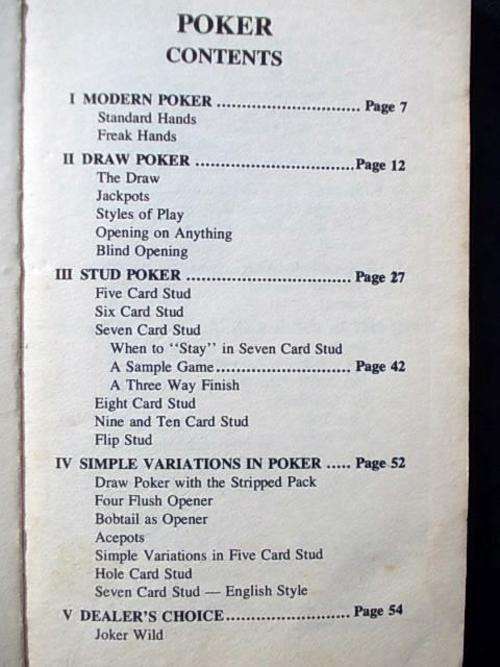 POKER
CONTENTS
I MODERN POKER ................................ Page 7
Standard Hands
Freak Hands
II DRAW POKER ................................... Page 12
The Draw
Jackpots
Styles of Play
Opening on Anything
Blind Opening
III STUD POKER .................................... Page 27
Five Card Stud
Six Card Stud
Seven Card Stud
When to "Stay" in Seven Card Stud
A Sample Game.............................. Page 42
A Three Way Finish
Eight Card Stud
Nine and Ten Card Stud
Flip Stud
IV SIMPLE VARIATIONS IN POKER ..... Page 52
Draw Poker with the Stripped Pack
Four Flush Opener
Bobtail as Opener
Acepots
Simple Variations in Five Card Stud
Hole Card Stud
Seven Card Stud — English Style
V DEALER'S CHOICE........................... Page 54
Joker Wild